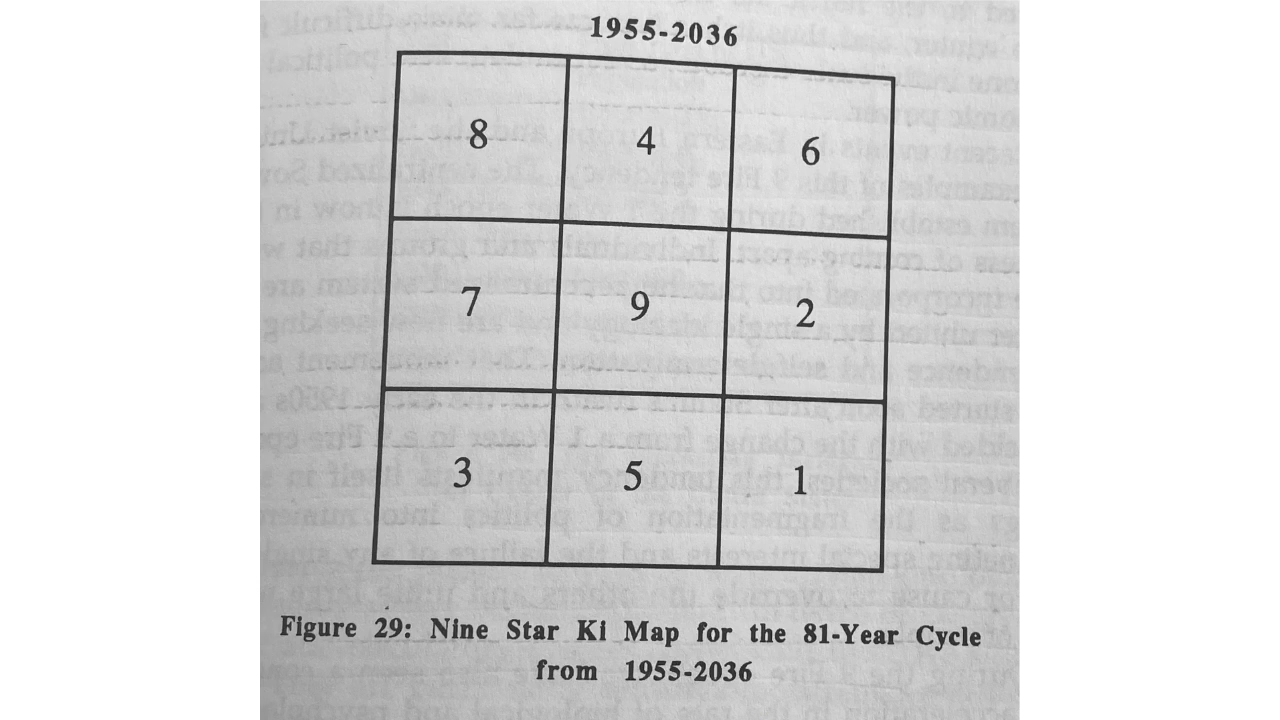 1955-2036
8 4 6
7 9 2
3 5 1
Figure 29: Nine Star Ki Map for the 81-Year Cycle
from 1955-2036